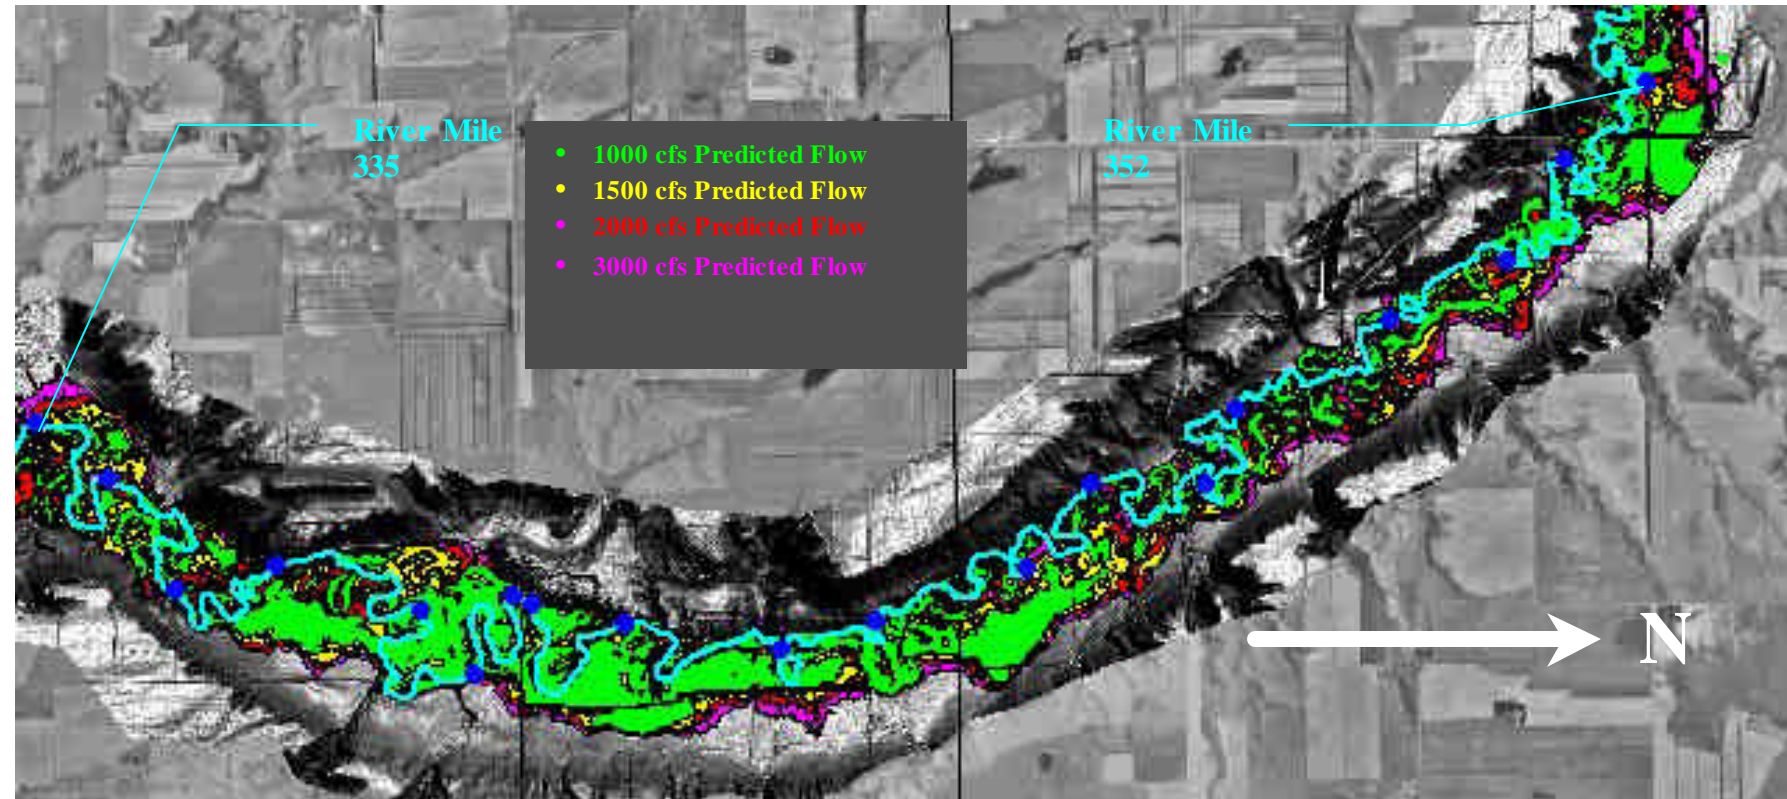 River Mile
335
• 1000 cfs Predicted Flow
• 1500 cfs Predicted Flow
• 2000 cfs Predicted Flow
• 3000 cfs Predicted Flow
River Mile
352
N